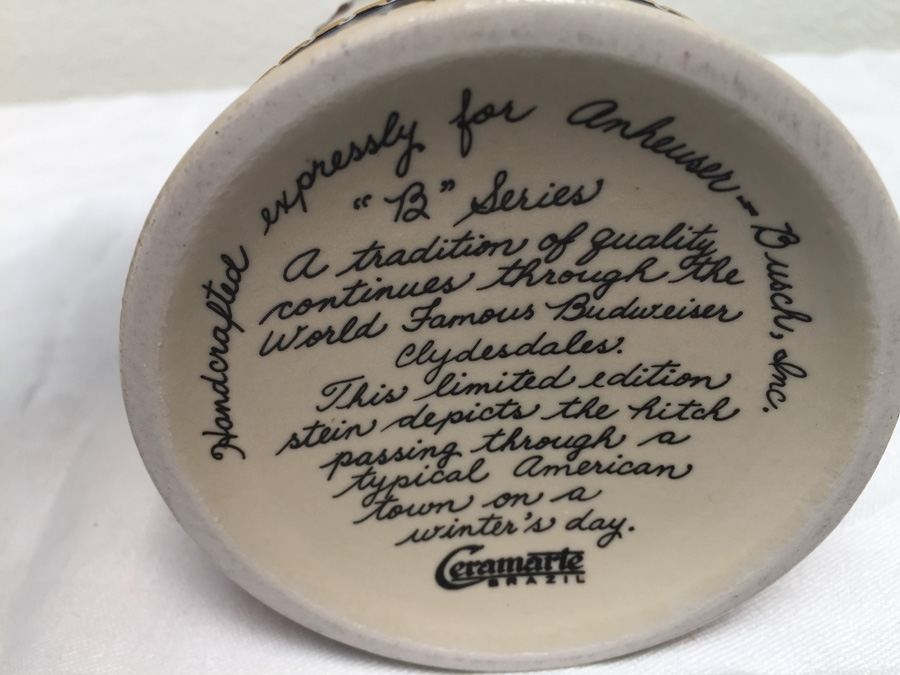 Handcrafted expressly for Anheuser-Busch, Inc.
"B" Series
A tradition of quality
continues through the
World Famous Budweiser
Clydesdales.
This limited edition
stein depicts the hitch
passing through a
typical American
town on a
winter's day.
Ceramarte
BRAZIL